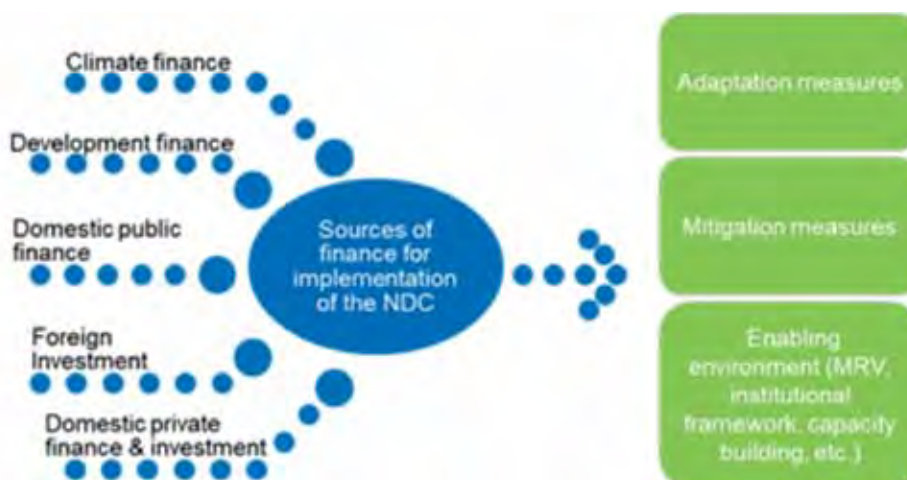 Climate finance
Development finance
Domestic public
finance
Foreign
Investment
Domestic private
finance & investment
Sources of
finance for
implementation
of the NDC
Adaptation measures
Mitigation measures
Enabling
environment (MRV,
institutional
framework, capacity
building, etc.)